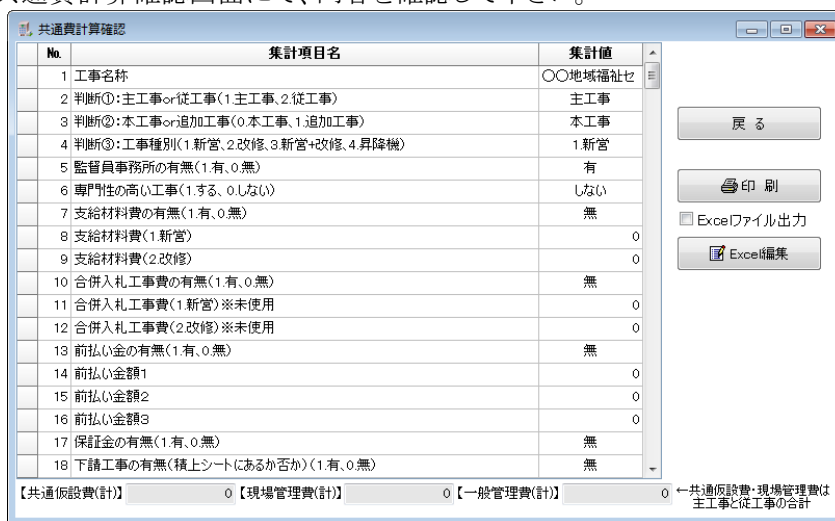 共通費計算確認画面にて、内容を確認して下さい。
共通費計算確認
No. 集計項目名 集計値
1 工事名称 〇〇地域福祉セ
2 判断①:主工事or従工事(1.主工事、2.従工事) 主工事
3 判断②:本工事or追加工事(0.本工事、1.追加工事) 本工事
4 判断③:工事種別(1.新営、2.改修、3.新営+改修、4.昇降機) 1.新営
5 監督員事務所の有無(1.有、0.無) 有
6 専門性の高い工事(1.する、0.しない) しない
7 支給材料費の有無(1.有、0.無) 無
8 支給材料費(1.新営) 0
9 支給材料費(2.改修) 0
10 合併入札工事費の有無(1.有、0.無) 無
11 合併入札工事費(1.新営)※未使用 0
12 合併入札工事費(2.改修)※未使用 0
13 前払い金の有無(1.有、0.無) 無
14 前払い金額1 0
15 前払い金額2 0
16 前払い金額3 0
17 保証金の有無(1.有、0.無) 無
18 下請工事の有無(積上シートにあるか否か)(1.有、0.無) 無
戻る
印刷
Excelファイル出力
Excel編集
【共通仮設費(計)】 0 【現場管理費(計)】 0 【一般管理費(計)】 0 ←共通仮設費・現場管理費は
主工事と従工事の合計